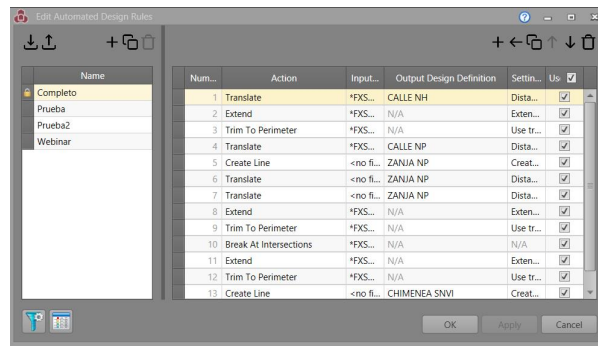 Edit Automated Design Rules
Name
Completo
Prueba
Prueba2
Webinar
Num... Action Input... Output Design Definition Settin... Us
1 Translate *FXS... CALLE NH Dista...
2 Extend *FXS... N/A Exten...
3 Trim To Perimeter *FXS... N/A Use tr...
4 Translate *FXS... CALLE NP Dista...
5 Create Line <no fi... ZANJA NP Creat...
6 Translate <no fi... ZANJA NP Dista...
7 Translate <no fi... ZANJA NP Dista...
8 Extend *FXS... N/A Exten...
9 Trim To Perimeter *FXS... N/A Use tr...
10 Break At Intersections *FXS... N/A N/A
11 Extend *FXS... N/A Exten...
12 Trim To Perimeter *FXS... N/A Use tr...
13 Create Line <no fi... CHIMENEA SNVI Creat...
OK Apply Cancel